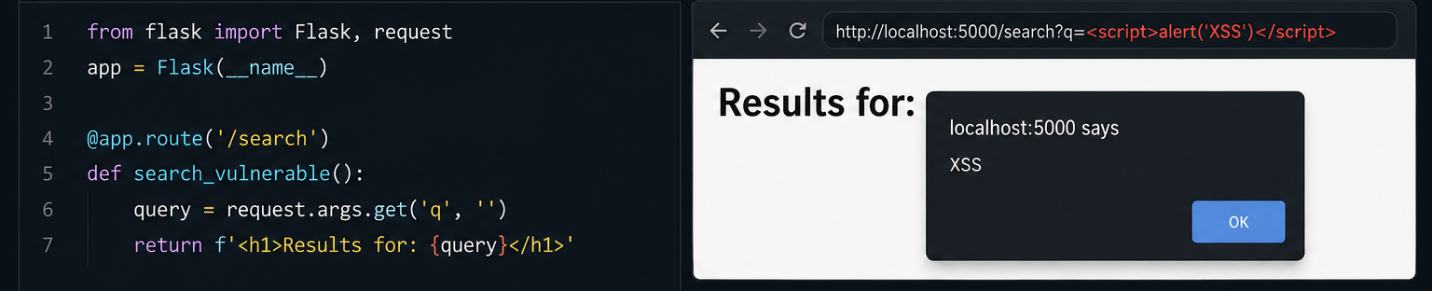 1 from flask import Flask, request
2 app = Flask(__name__)
3
4 @app.route('/search')
5 def search_vulnerable():
6     query = request.args.get('q', '')
7     return f'<h1>Results for: {query}</h1>'
http://localhost:5000/search?q=<script>alert('XSS')</script>
Results for:
localhost:5000 says
XSS
OK